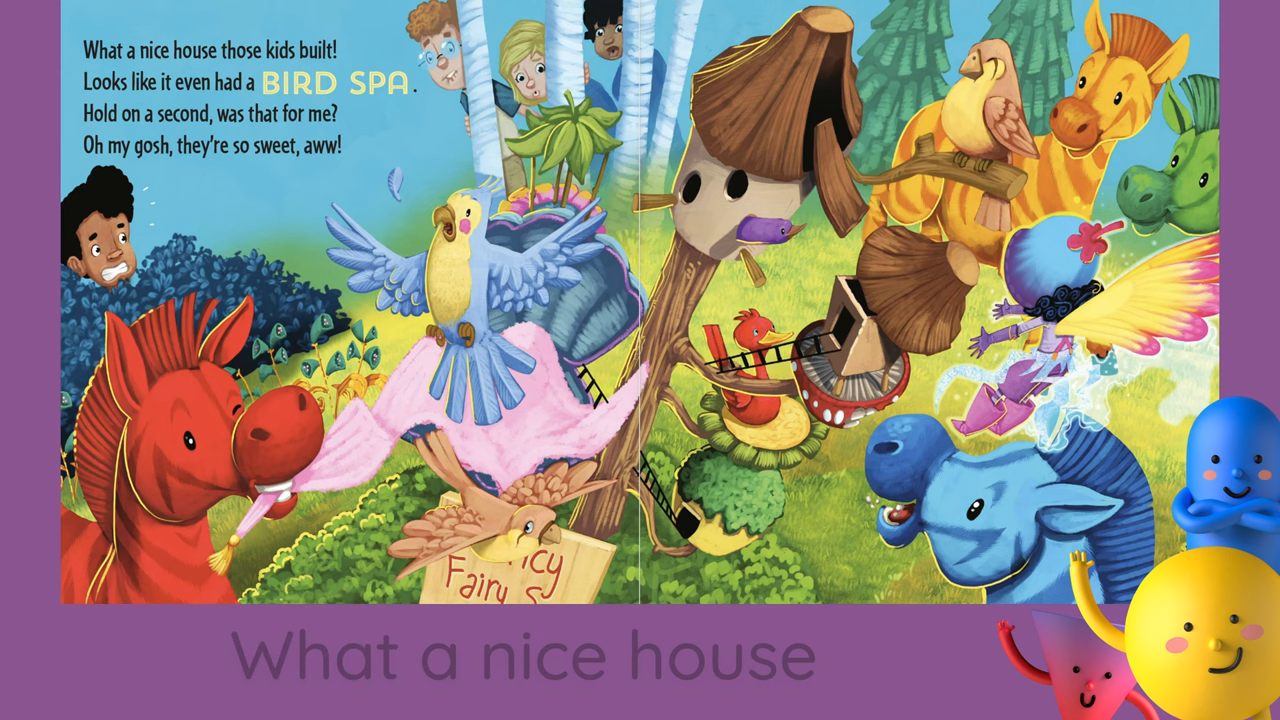 What a nice house those kids built!
Looks like it even had a BIRD SPA.
Hold on a second, was that for me?
Oh my gosh, they're so sweet, aww!
Fairy
What a nice house